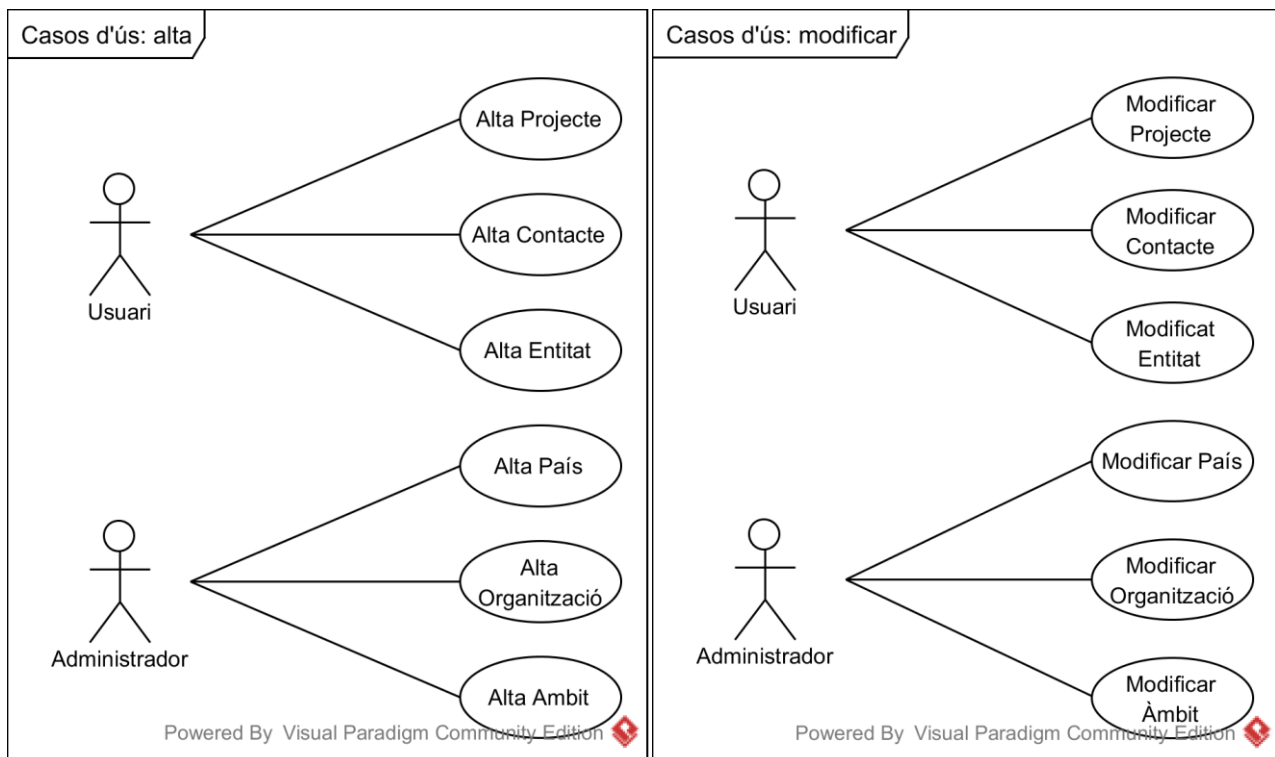 Casos d'ús: alta
Alta Projecte
Alta Contacte
Alta Entitat
Usuari
Alta País
Alta
Organització
Alta Ambit
Administrador
Powered By Visual Paradigm Community Edition
Casos d'ús: modificar
Modificar
Projecte
Modificar
Contacte
Modificat
Entitat
Usuari
Modificar País
Modificar
Organització
Modificar
Àmbit
Administrador
Powered By Visual Paradigm Community Edition